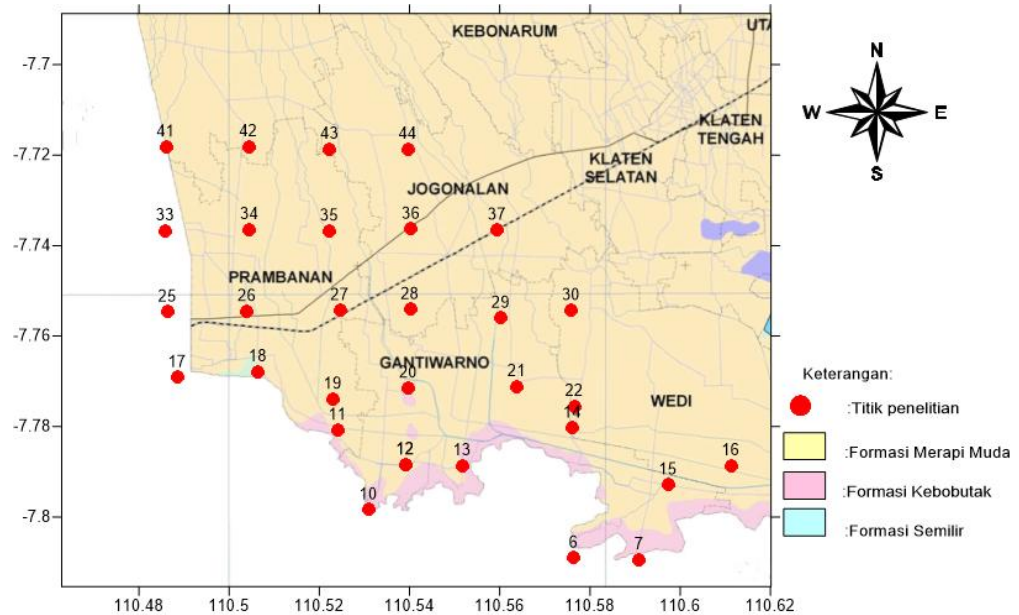 KEBONARUM
UTA
-7.7
N
W
E
S
KLATEN
TENGAH
41
42
43
44
-7.72
KLATEN
SELATAN
JOGONALAN
33
34
35
36
37
-7.74
PRAMBANAN
25
26
27
28
29
30
-7.76
17
18
GANTIWARNO
20
21
19
22
WEDI
11
14
-7.78
12
13
16
15
10
-7.8
6
7
110.48
110.5
110.52
110.54
110.56
110.58
110.6
110.62
Keterangan:
:Titik penelitian
:Formasi Merapi Muda
:Formasi Kebobutak
:Formasi Semilir